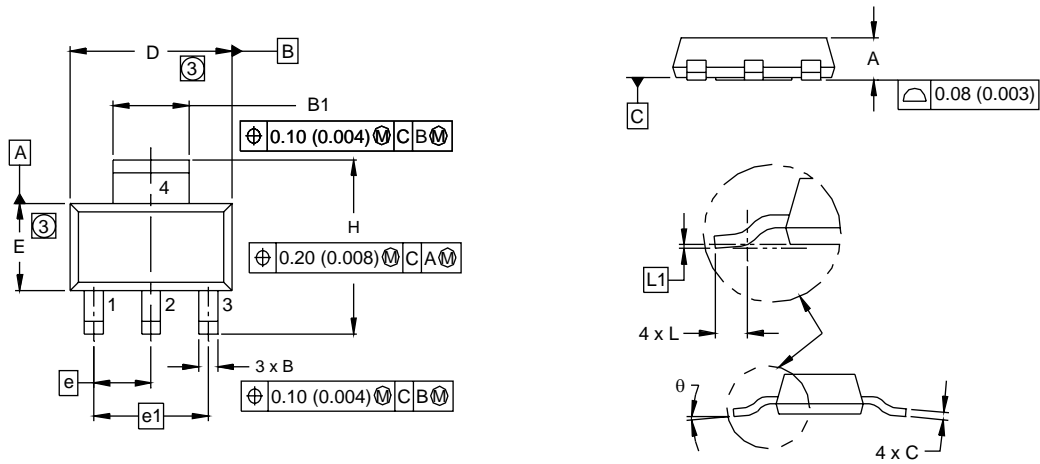 D
3
B
B1
⌖ 0.10 (0.004) Ⓜ C B Ⓜ
A
4
3
E
H
⌖ 0.20 (0.008) Ⓜ C A Ⓜ
1 2 3
e
3 x B
e1
⌖ 0.10 (0.004) Ⓜ C B Ⓜ
A
C
⌓ 0.08 (0.003)
L1
4 x L
θ
4 x C